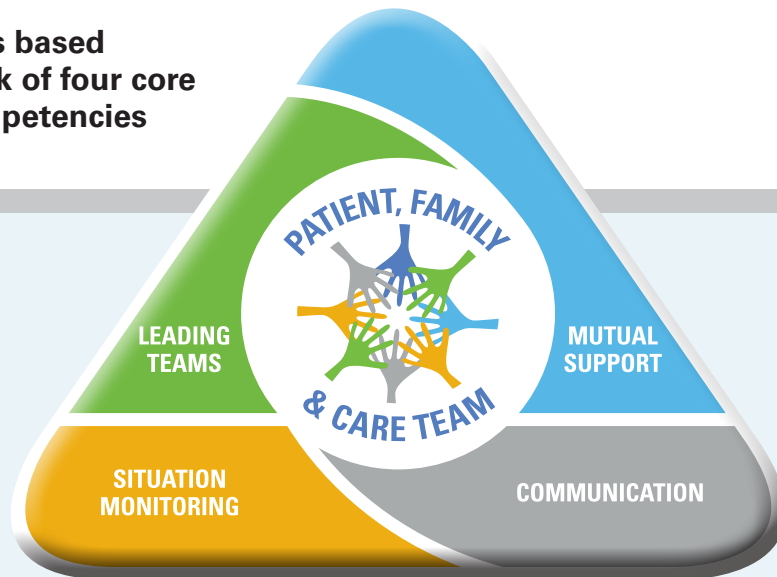 s based
k of four core
petencies
PATIENT, FAMILY
& CARE TEAM
LEADING
TEAMS
MUTUAL
SUPPORT
SITUATION
MONITORING
COMMUNICATION